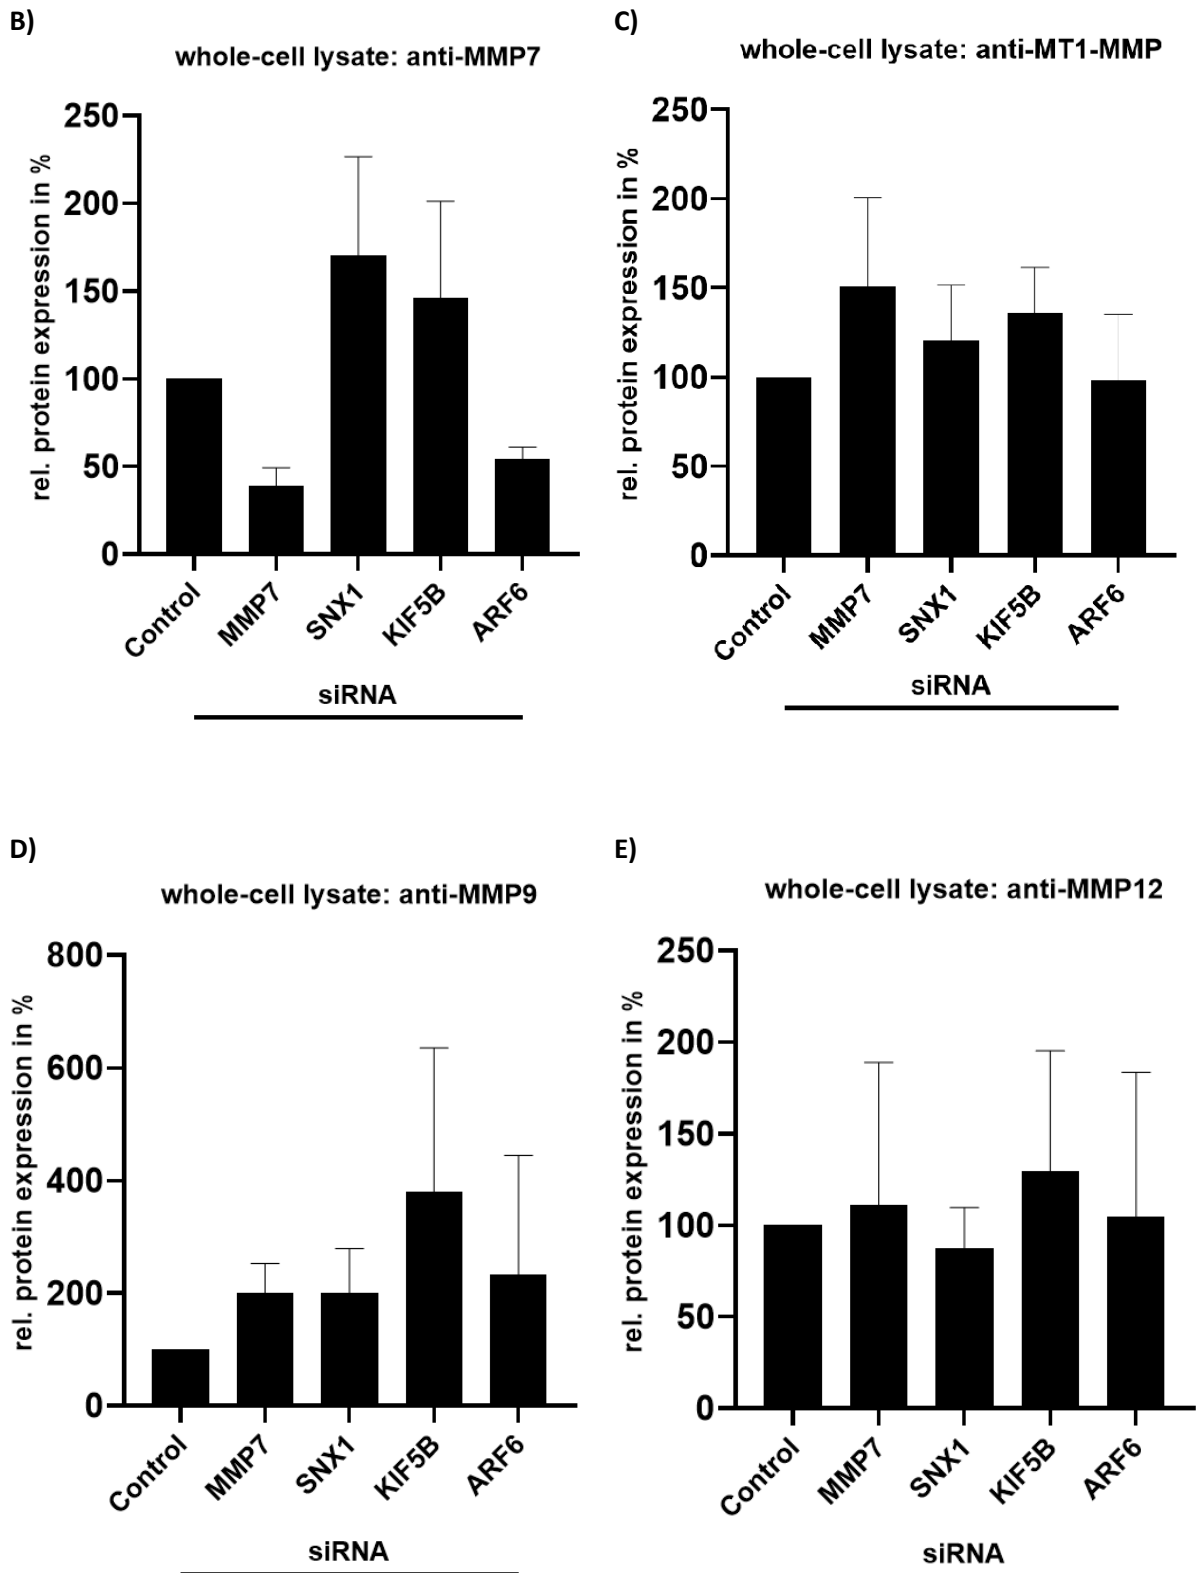 B)
whole-cell lysate: anti-MMP7
rel. protein expression in %
250
200
150
100
50
0
Control
MMP7
SNX1
KIF5B
ARF6
siRNA
C)
whole-cell lysate: anti-MT1-MMP
rel. protein expression in %
250
200
150
100
50
0
Control
MMP7
SNX1
KIF5B
ARF6
siRNA
D)
whole-cell lysate: anti-MMP9
rel. protein expression in %
800
600
400
200
0
Control
MMP7
SNX1
KIF5B
ARF6
siRNA
E)
whole-cell lysate: anti-MMP12
rel. protein expression in %
250
200
150
100
50
0
Control
MMP7
SNX1
KIF5B
ARF6
siRNA